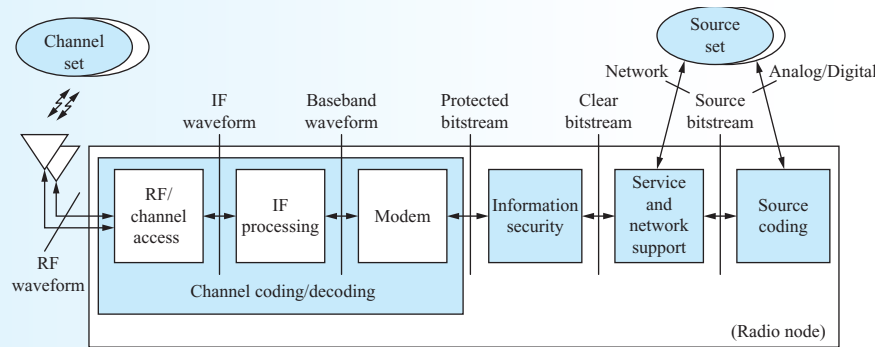 Channel
set
Source
set
Network
Analog/Digital
IF
waveform
Baseband
waveform
Protected
bitstream
Clear
bitstream
Source
bitstream
RF/
channel
access
IF
processing
Modem
Information
security
Service
and
network
support
Source
coding
RF
waveform
Channel coding/decoding
(Radio node)